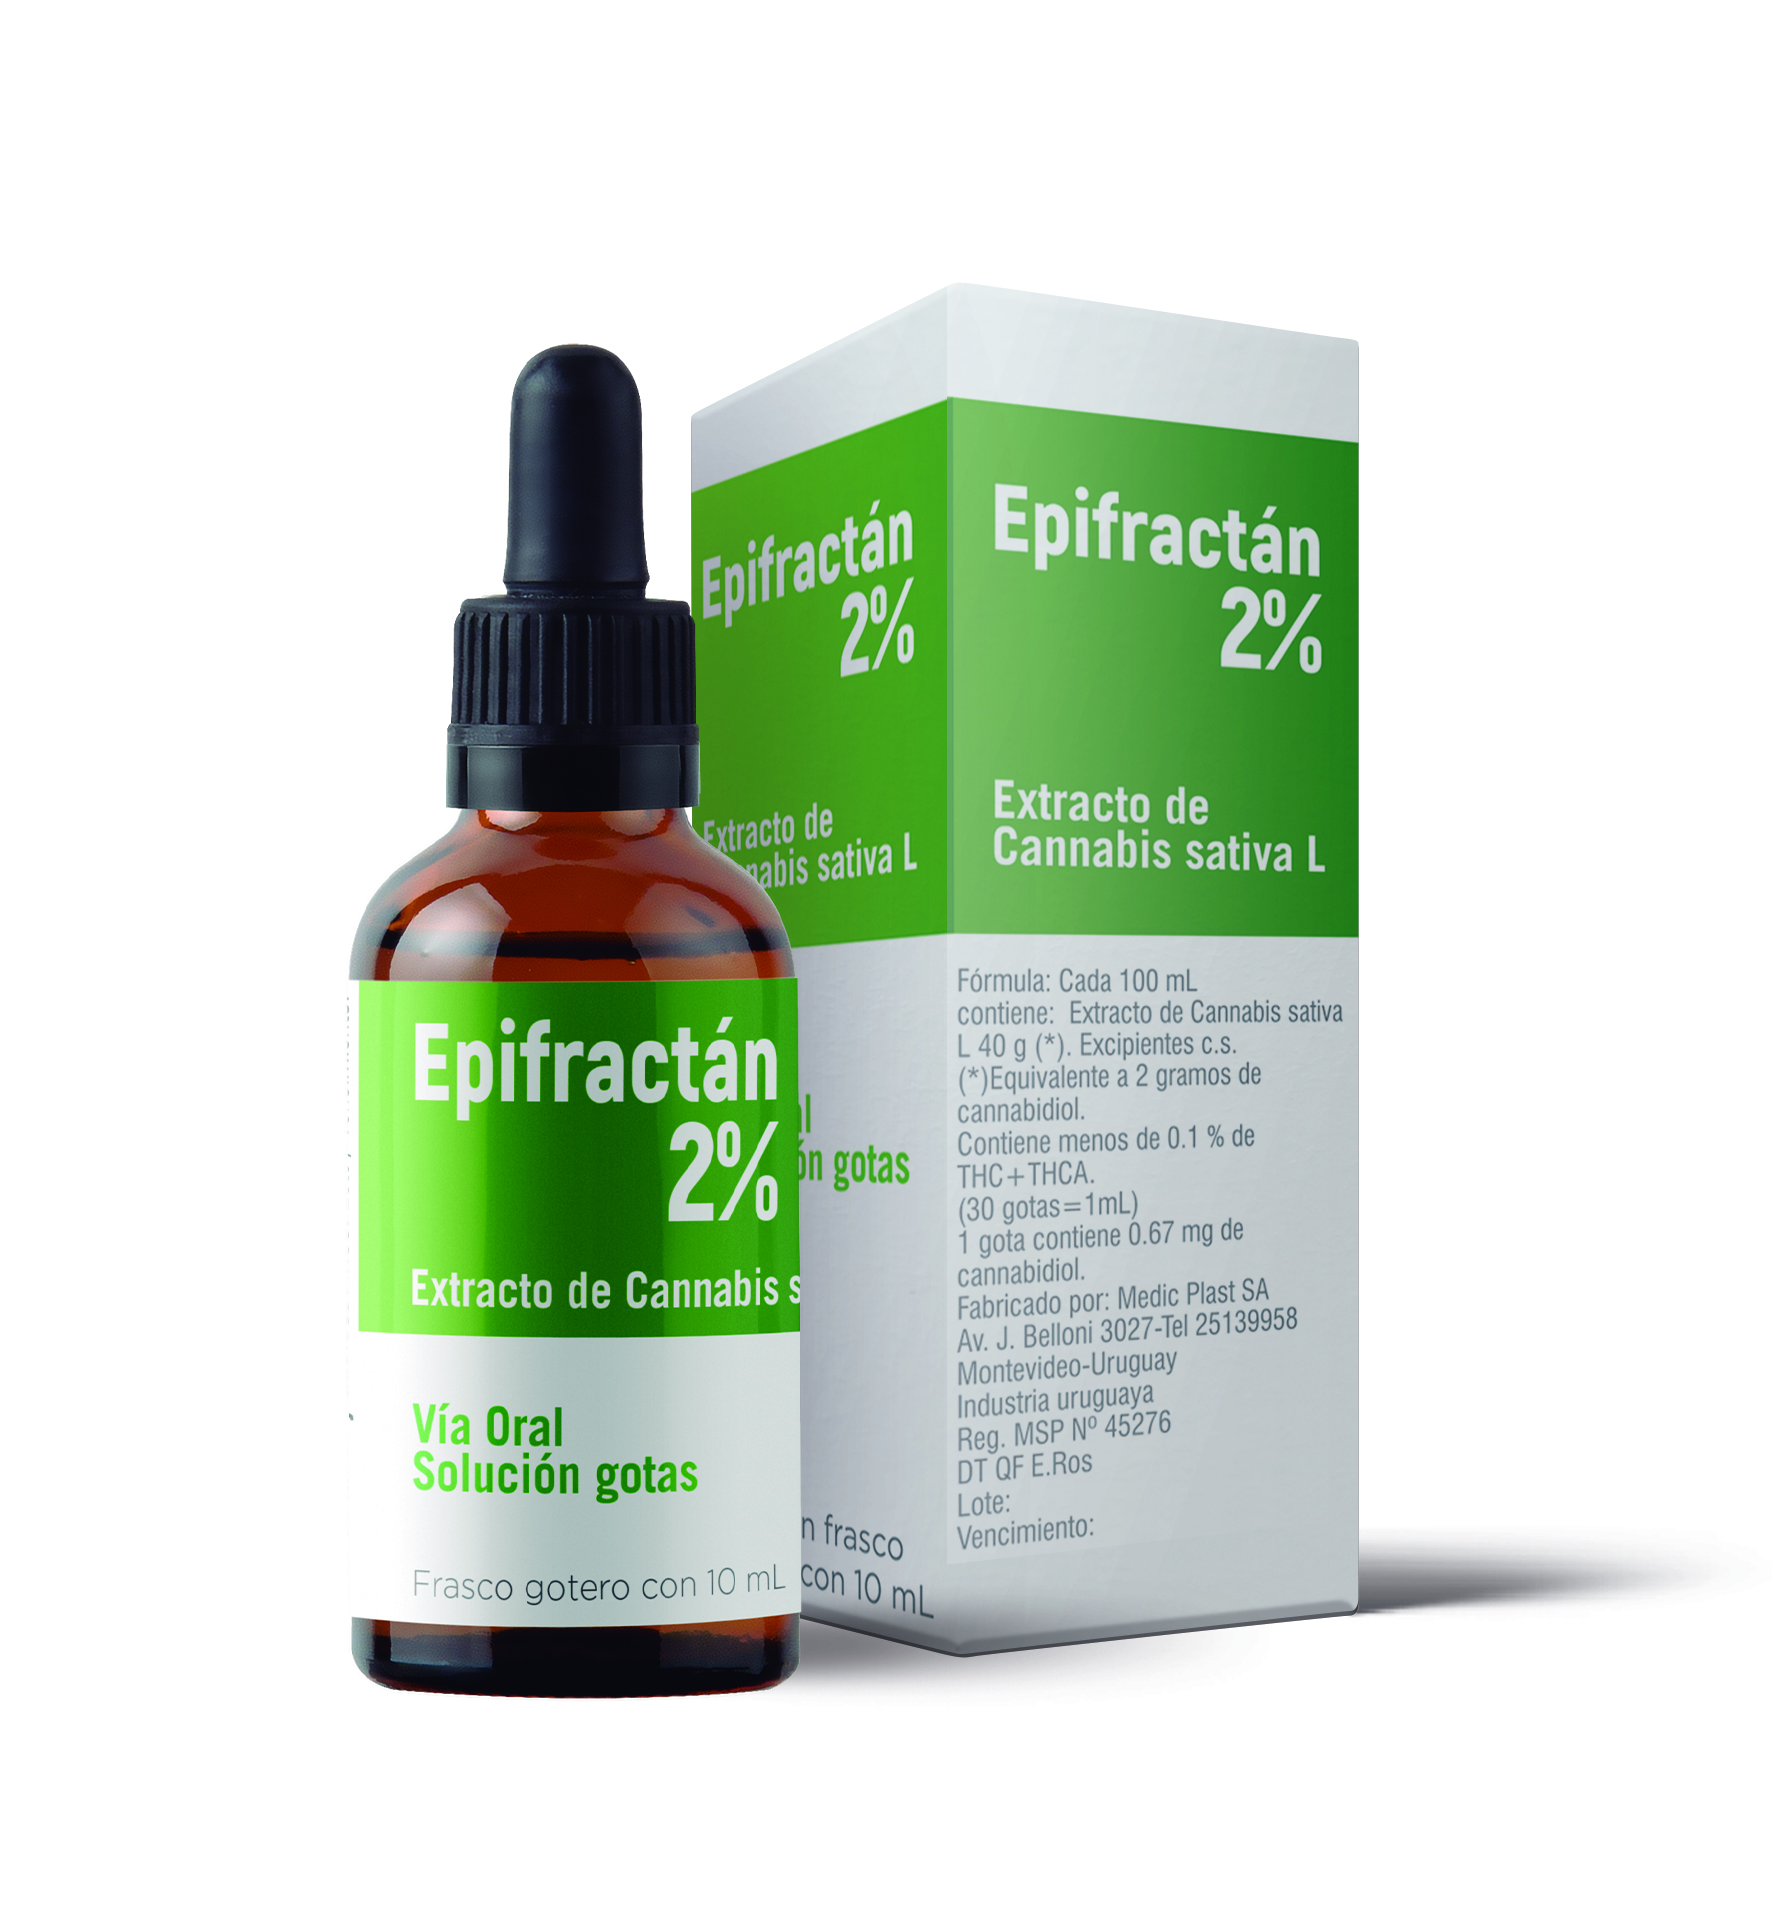 Epifractán
2%
Extracto de Cannabis s
Vía Oral
Solución gotas
Frasco gotero con 10 mL
Epifractán
2%
Extracto de
nabis sativa L
ón gotas
n frasco
con 10 mL
Epifractán
2%
Extracto de
Cannabis sativa L
Fórmula: Cada 100 mL
contiene: Extracto de Cannabis sativa
L 40 g (*). Excipientes c.s.
(*)Equivalente a 2 gramos de
cannabidiol.
Contiene menos de 0.1 % de
THC+THCA.
(30 gotas=1mL)
1 gota contiene 0.67 mg de
cannabidiol.
Fabricado por: Medic Plast SA
Av. J. Belloni 3027-Tel 25139958
Montevideo-Uruguay
Industria uruguaya
Reg. MSP Nº 45276
DT QF E.Ros
Lote:
Vencimiento: